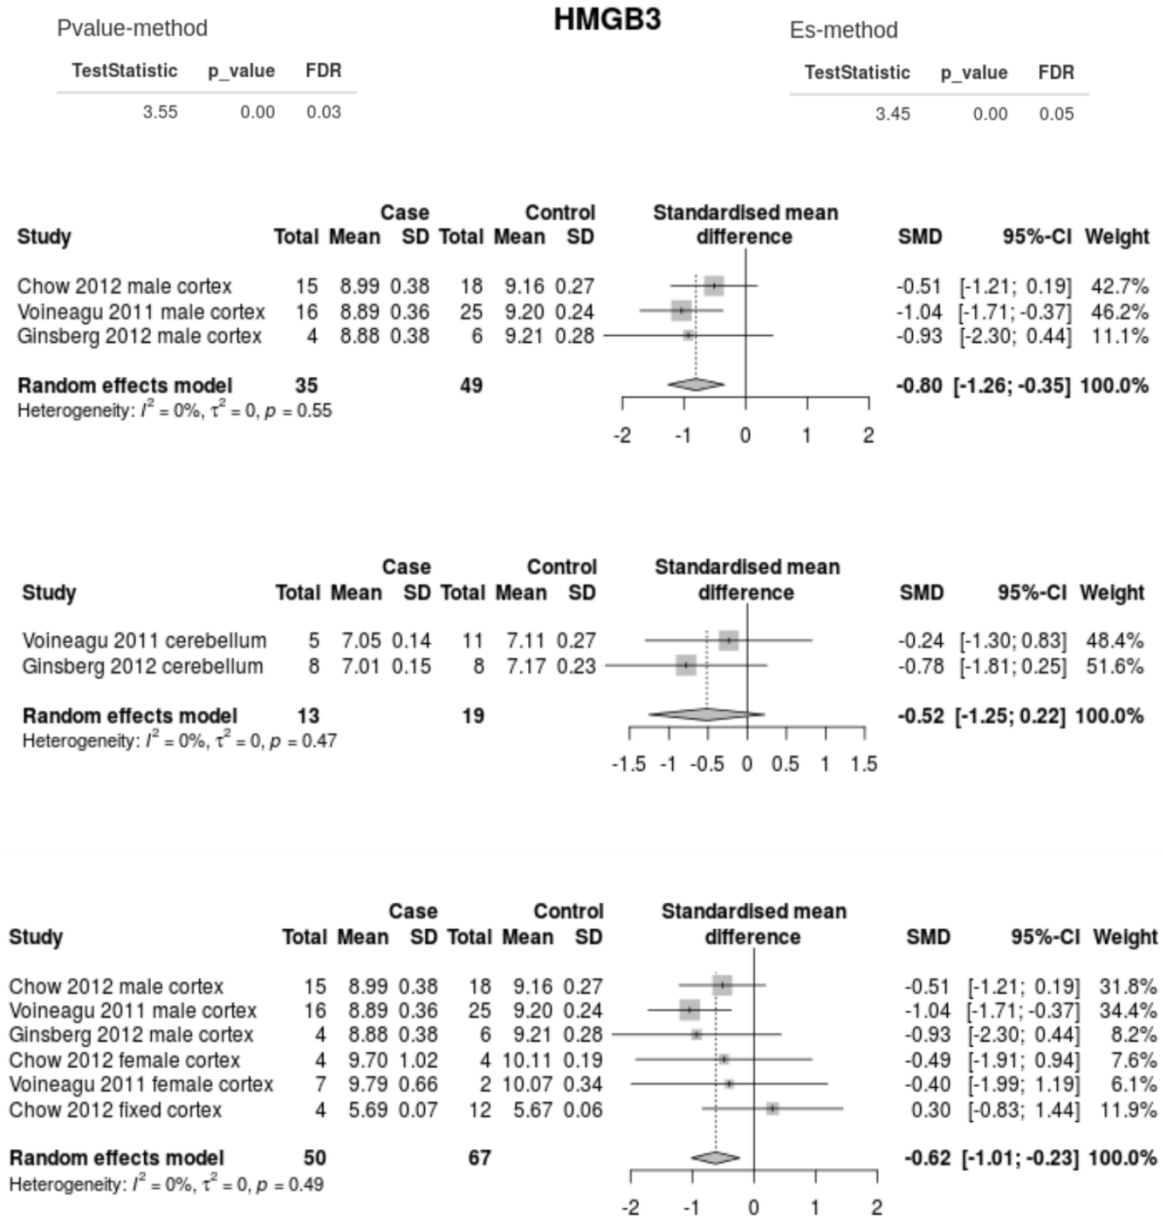 HMGB3
Pvalue-method
TestStatistic p_value FDR
3.55 0.00 0.03
Es-method
TestStatistic p_value FDR
3.45 0.00 0.05
Case Control Standardised mean
Study Total Mean SD Total Mean SD difference SMD 95%-CI Weight
Chow 2012 male cortex 15 8.99 0.38 18 9.16 0.27 -0.51 [-1.21; 0.19] 42.7%
Voineagu 2011 male cortex 16 8.89 0.36 25 9.20 0.24 -1.04 [-1.71; -0.37] 46.2%
Ginsberg 2012 male cortex 4 8.88 0.38 6 9.21 0.28 -0.93 [-2.30; 0.44] 11.1%
Random effects model 35 49 -0.80 [-1.26; -0.35] 100.0%
Heterogeneity: I² = 0%, τ² = 0, p = 0.55
-2 -1 0 1 2
Case Control Standardised mean
Study Total Mean SD Total Mean SD difference SMD 95%-CI Weight
Voineagu 2011 cerebellum 5 7.05 0.14 11 7.11 0.27 -0.24 [-1.30; 0.83] 48.4%
Ginsberg 2012 cerebellum 8 7.01 0.15 8 7.17 0.23 -0.78 [-1.81; 0.25] 51.6%
Random effects model 13 19 -0.52 [-1.25; 0.22] 100.0%
Heterogeneity: I² = 0%, τ² = 0, p = 0.47
-1.5 -1 -0.5 0 0.5 1 1.5
Case Control Standardised mean
Study Total Mean SD Total Mean SD difference SMD 95%-CI Weight
Chow 2012 male cortex 15 8.99 0.38 18 9.16 0.27 -0.51 [-1.21; 0.19] 31.8%
Voineagu 2011 male cortex 16 8.89 0.36 25 9.20 0.24 -1.04 [-1.71; -0.37] 34.4%
Ginsberg 2012 male cortex 4 8.88 0.38 6 9.21 0.28 -0.93 [-2.30; 0.44] 8.2%
Chow 2012 female cortex 4 9.70 1.02 4 10.11 0.19 -0.49 [-1.91; 0.94] 7.6%
Voineagu 2011 female cortex 7 9.79 0.66 2 10.07 0.34 -0.40 [-1.99; 1.19] 6.1%
Chow 2012 fixed cortex 4 5.69 0.07 12 5.67 0.06 0.30 [-0.83; 1.44] 11.9%
Random effects model 50 67 -0.62 [-1.01; -0.23] 100.0%
Heterogeneity: I² = 0%, τ² = 0, p = 0.49
-2 -1 0 1 2